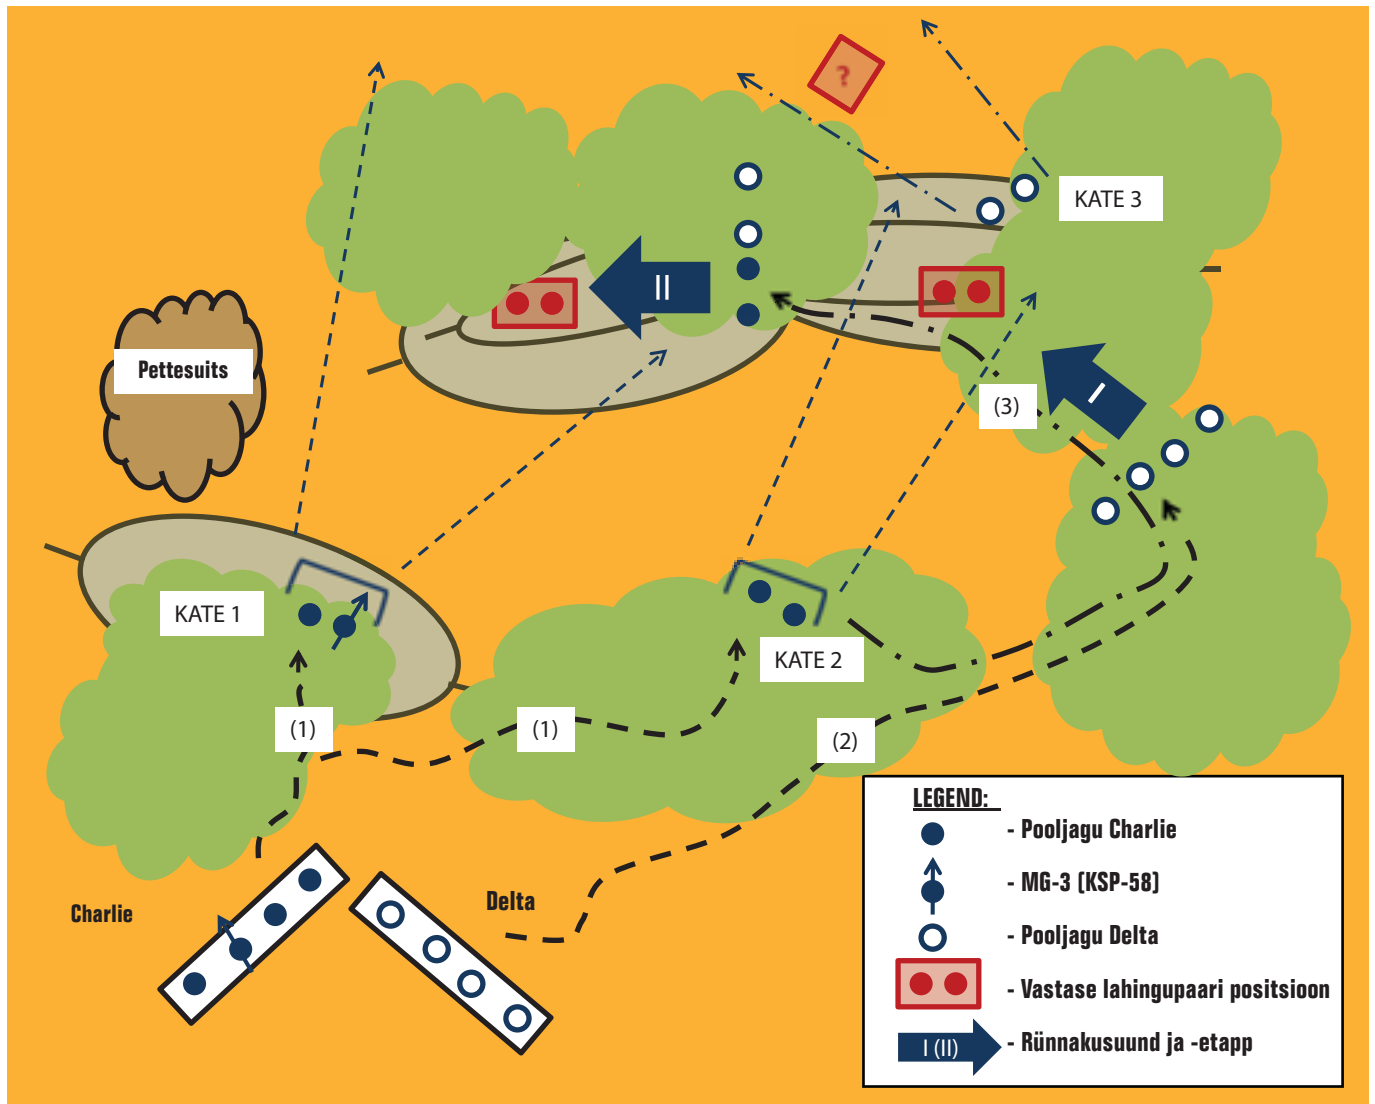 ?
KATE 3
II
Pettesuits
I
(3)
KATE 1
KATE 2
(1)
(1)
(2)
Charlie
Delta
LEGEND:
- Pooljagu Charlie
- MG-3 (KSP-58)
- Pooljagu Delta
- Vastase lahingupaari positsioon
I (II)
- Rünnakusuund ja -etapp